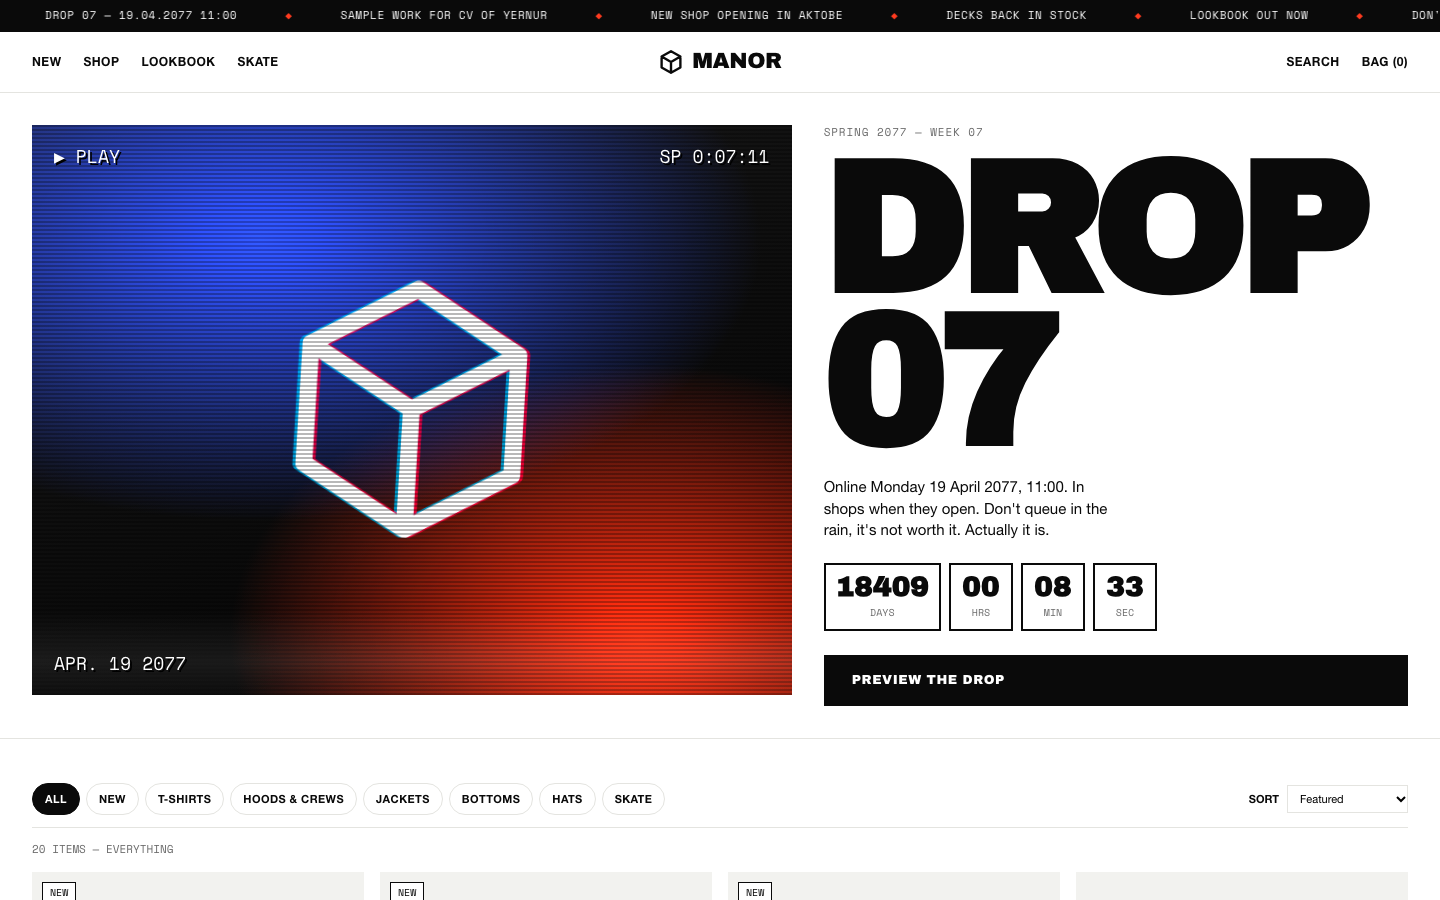 DROP 07 — 19.04.2077 11:00 ◆ SAMPLE WORK FOR CV OF YERNUR ◆ NEW SHOP OPENING IN AKTOBE ◆ DECKS BACK IN STOCK ◆ LOOKBOOK OUT NOW ◆ DON'
NEW SHOP LOOKBOOK SKATE
MANOR
SEARCH BAG (0)
▶ PLAY
SP 0:07:11
APR. 19 2077
SPRING 2077 — WEEK 07
DROP
07
Online Monday 19 April 2077, 11:00. In
shops when they open. Don't queue in the
rain, it's not worth it. Actually it is.
18409 00 08 33
DAYS HRS MIN SEC
PREVIEW THE DROP
ALL NEW T-SHIRTS HOODS & CREWS JACKETS BOTTOMS HATS SKATE
SORT Featured
20 ITEMS — EVERYTHING
NEW NEW NEW